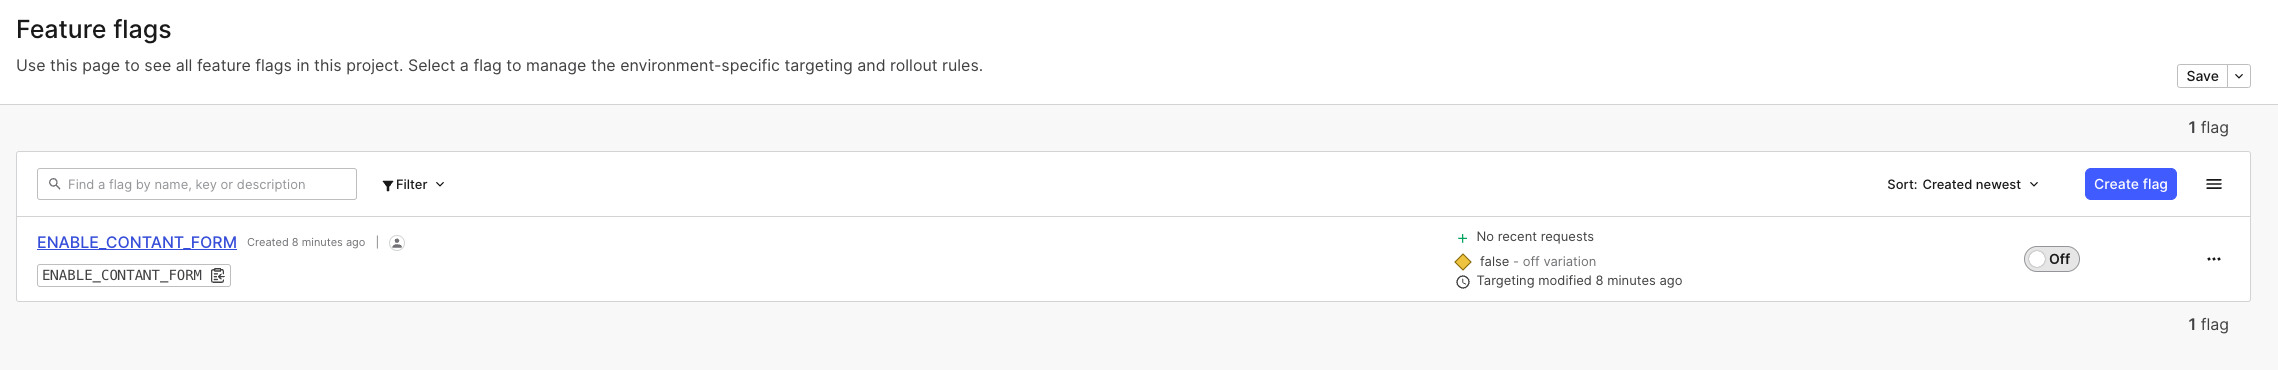 Feature flags
Use this page to see all feature flags in this project. Select a flag to manage the environment-specific targeting and rollout rules.
Save
1 flag
Find a flag by name, key or description
Filter
Sort: Created newest
Create flag
ENABLE_CONTANT_FORM Created 8 minutes ago |
ENABLE_CONTANT_FORM
No recent requests
false - off variation
Targeting modified 8 minutes ago
Off
1 flag